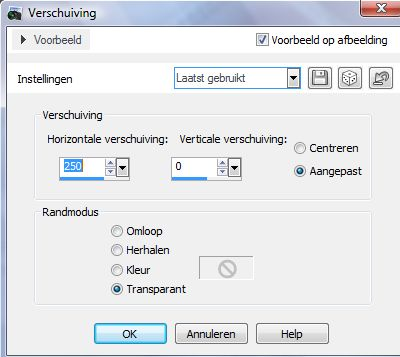 Verschuiving
Voorbeeld
Voorbeeld op afbeelding
Instellingen
Laatst gebruikt
Verschuiving
Horizontale verschuiving: Verticale verschuiving:
250 0
Centreren
Aangepast
Randmodus
Omloop
Herhalen
Kleur
Transparant
OK Annuleren Help